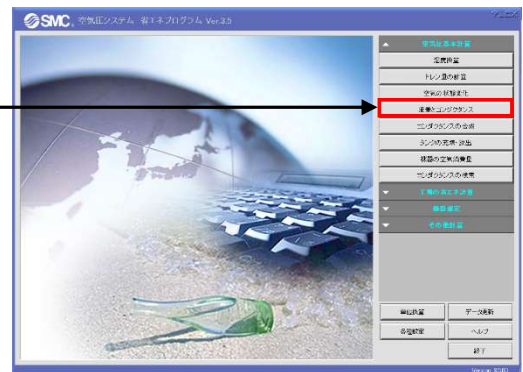 SMC. 空気圧システム 省エネプログラム Ver.3.5
空気圧基本計算
湿度換算
ドレン量の計算
空気の状態変化
流量とコンダクタンス
コンダクタンスの合成
タンクの充填・放出
機器の空気消費量
コンダクタンスの検索
工場の省エネ計算
機器選定
その他計算
単位換算
データ更新
各種設定
ヘルプ
終了